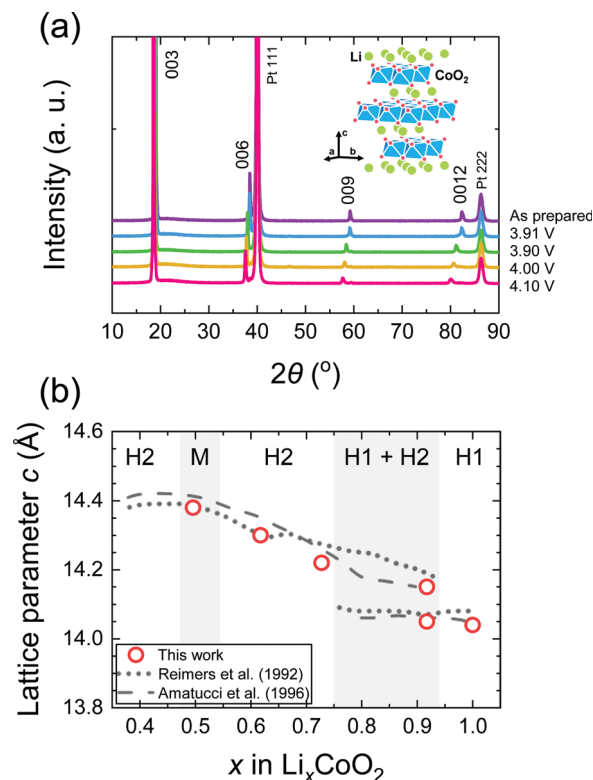 (a)
Intensity (a. u.)
003
006
Pt 111
009
0012
Pt 222
Li
CoO₂
c
a
b
As prepared
3.91 V
3.90 V
4.00 V
4.10 V
10 20 30 40 50 60 70 80 90
2θ (°)
(b)
Lattice parameter c (Å)
14.6
14.4
14.2
14.0
13.8
H2 M H2 H1 + H2 H1
This work
Reimers et al. (1992)
Amatucci et al. (1996)
0.4 0.5 0.6 0.7 0.8 0.9 1.0
x in LiₓCoO₂